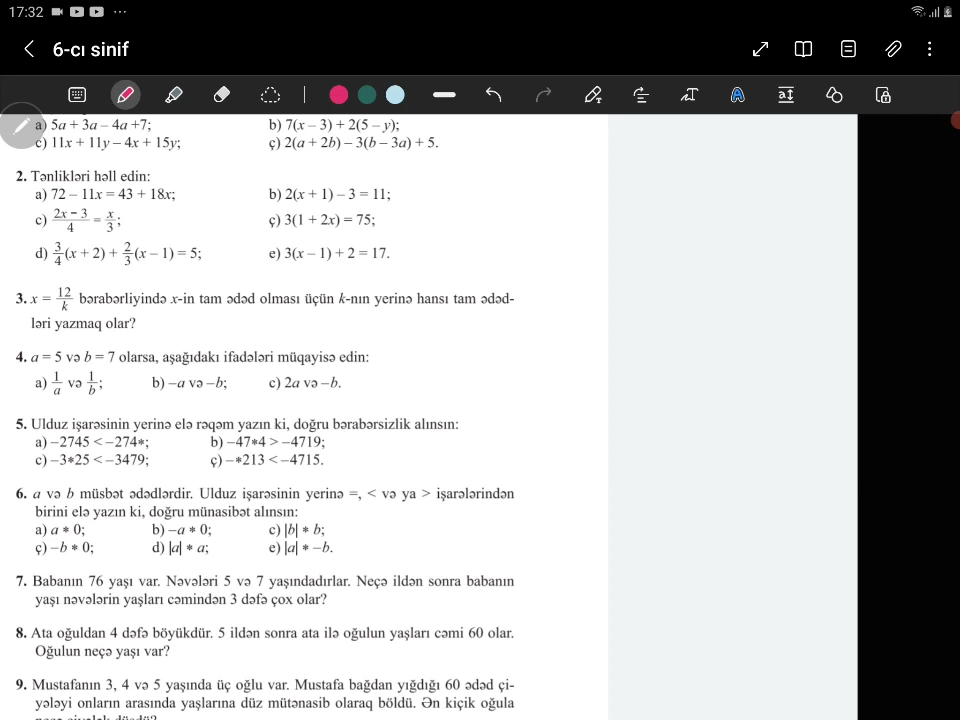 17:32
6-cı sinif
a) 5a + 3a – 4a +7; b) 7(x – 3) + 2(5 – y);
c) 11x + 11y – 4x + 15y; ç) 2(a + 2b) – 3(b – 3a) + 5.
2. Tənlikləri həll edin:
a) 72 – 11x = 43 + 18x; b) 2(x + 1) – 3 = 11;
c) (2x – 3)/4 = x/3; ç) 3(1 + 2x) = 75;
d) 3/4(x + 2) + 2/3(x – 1) = 5; e) 3(x – 1) + 2 = 17.
3. x = 12/k bərabərliyində x-in tam ədəd olması üçün k-nın yerinə hansı tam ədəd-
ləri yazmaq olar?
4. a = 5 və b = 7 olarsa, aşağıdakı ifadələri müqayisə edin:
a) 1/a və 1/b; b) –a və –b; c) 2a və –b.
5. Ulduz işarəsinin yerinə elə rəqəm yazın ki, doğru bərabərsizlik alınsın:
a) –2745 < –274*; b) –47*4 > –4719;
c) –3*25 < –3479; ç) –*213 < –4715.
6. a və b müsbət ədədlərdir. Ulduz işarəsinin yerinə =, < və ya > işarələrindən
birini elə yazın ki, doğru münasibət alınsın:
a) a * 0; b) –a * 0; c) |b| * b;
ç) –b * 0; d) |a| * a; e) |a| * –b.
7. Babanın 76 yaşı var. Nəvələri 5 və 7 yaşındadırlar. Neçə ildən sonra babanın
yaşı nəvələrin yaşları cəmindən 3 dəfə çox olar?
8. Ata oğuldan 4 dəfə böyükdür. 5 ildən sonra ata ilə oğulun yaşları cəmi 60 olar.
Oğulun neçə yaşı var?
9. Mustafanın 3, 4 və 5 yaşında üç oğlu var. Mustafa bağdan yığdığı 60 ədəd çi-
yələyi onların arasında yaşlarına düz mütənasib olaraq böldü. Ən kiçik oğula